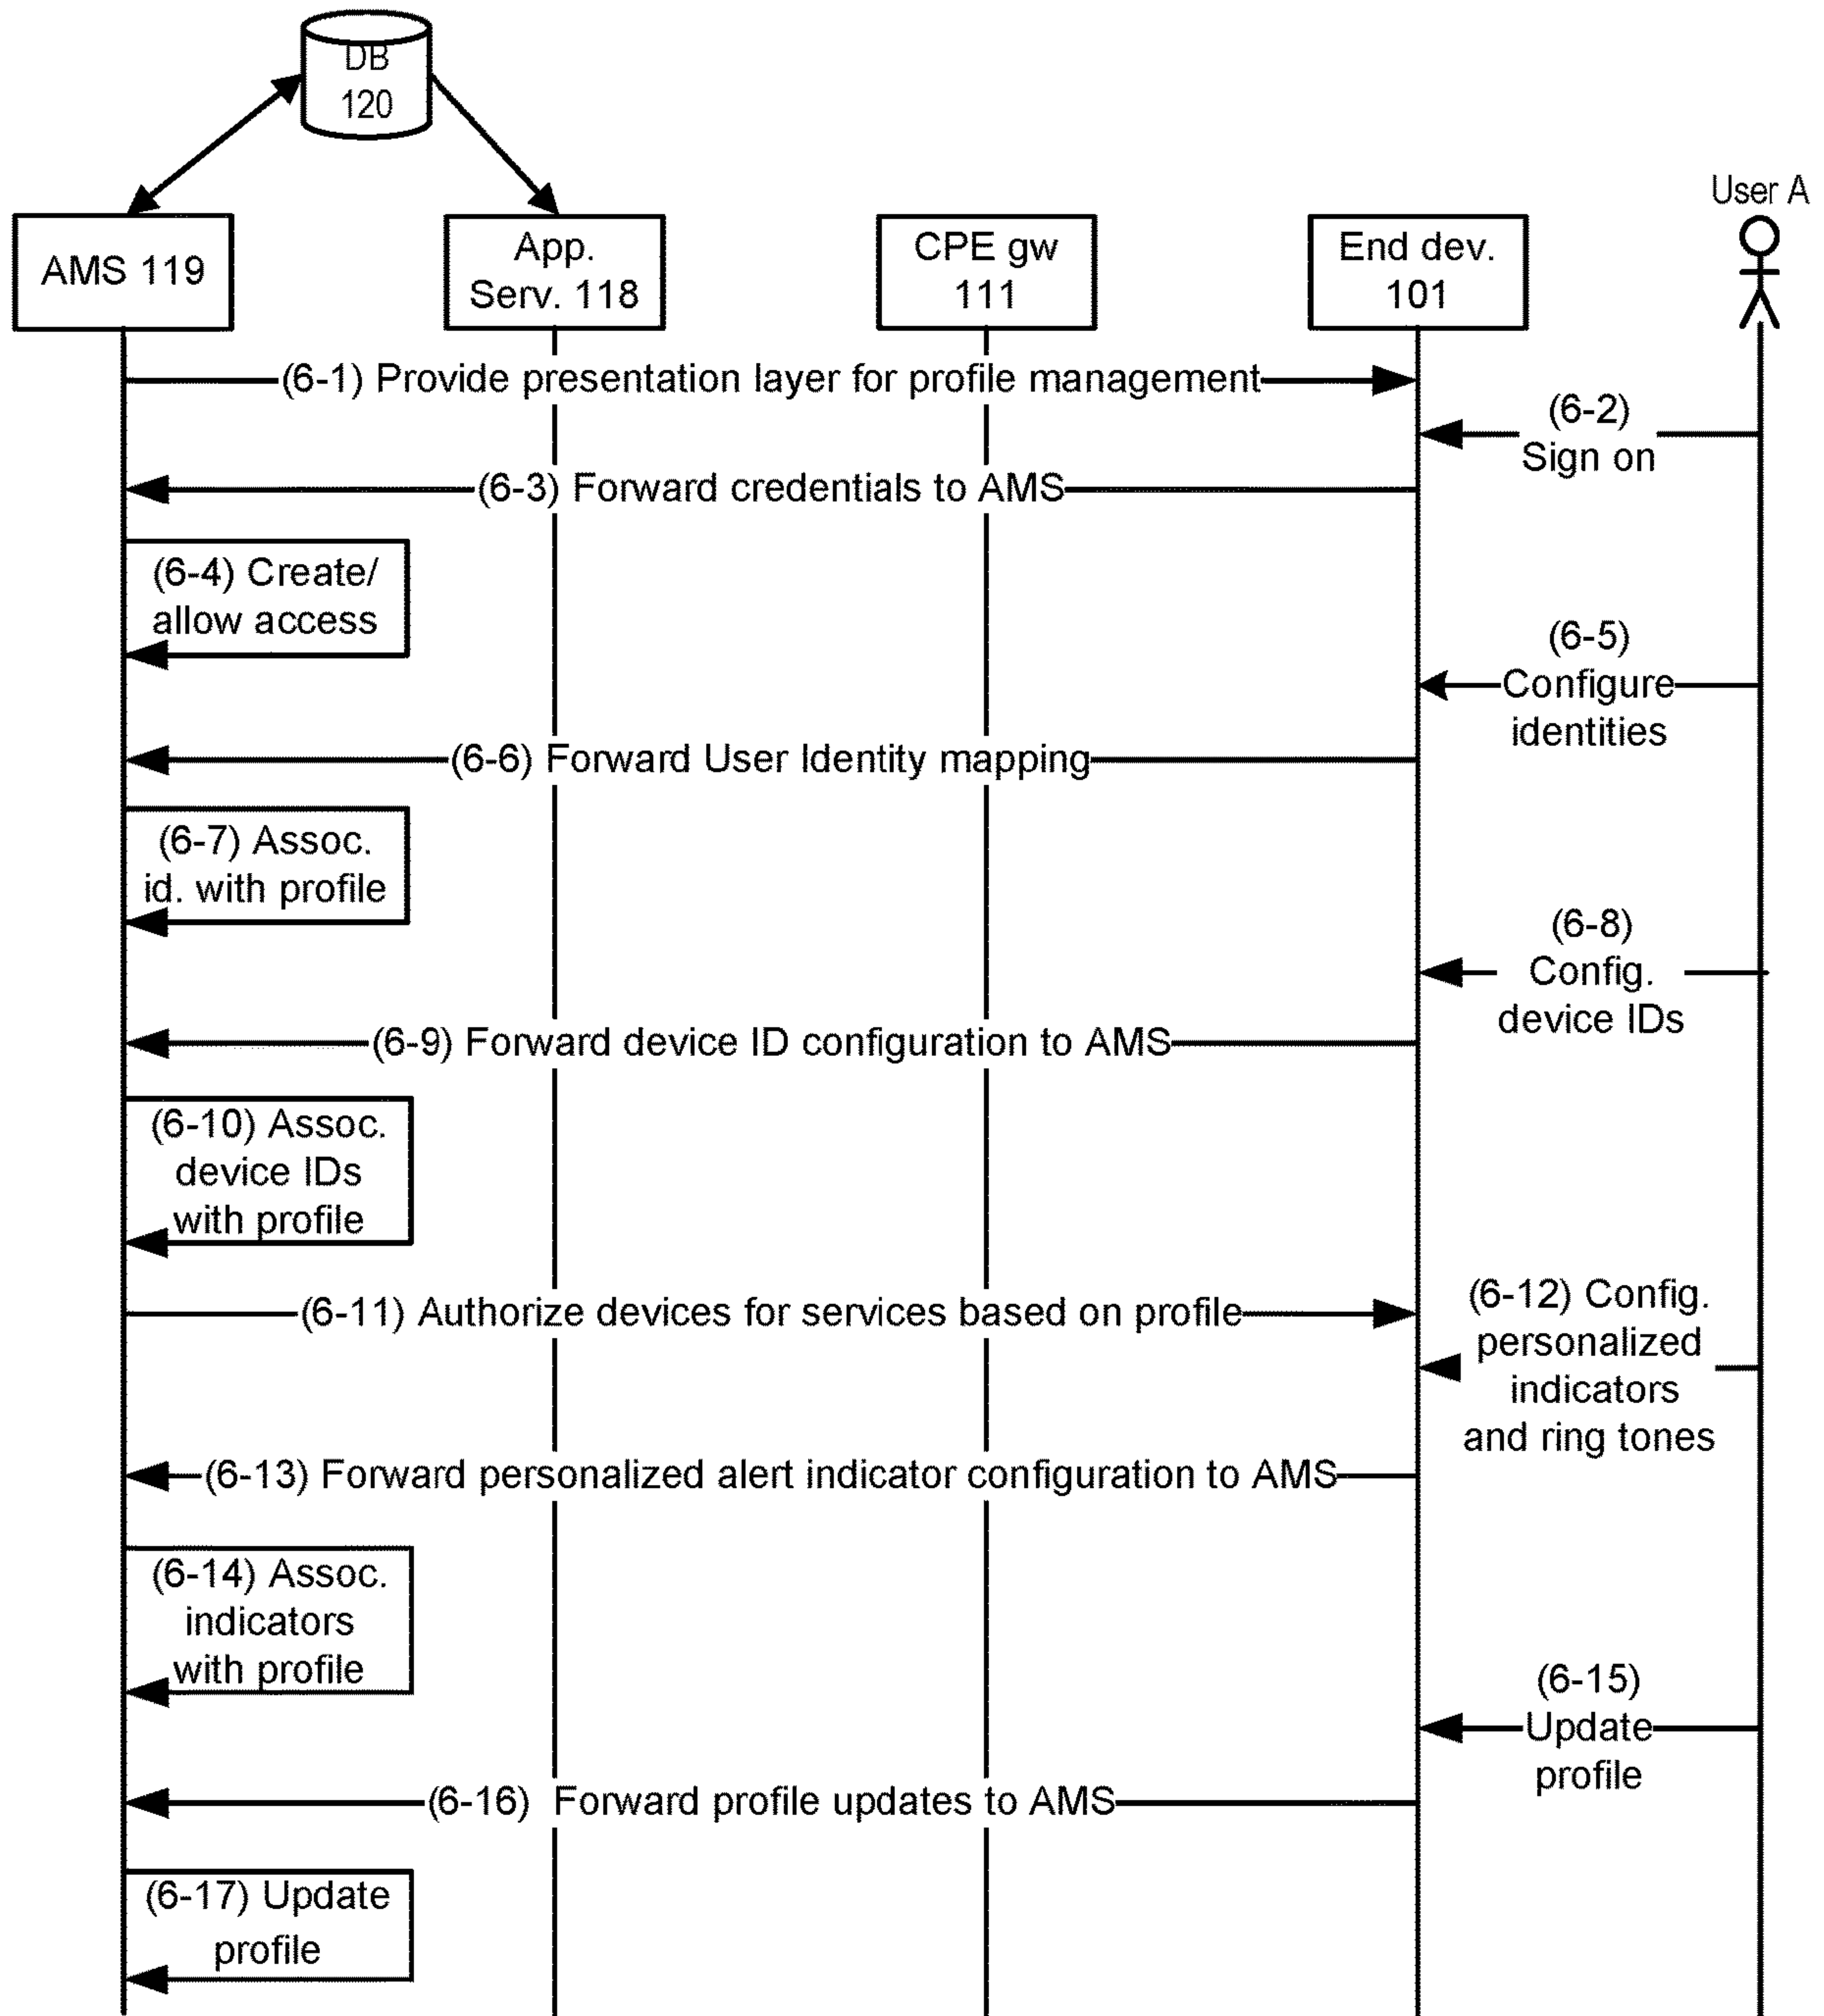 DB
120
User A
AMS 119
App.
Serv. 118
CPE gw
111
End dev.
101
(6-1) Provide presentation layer for profile management
(6-2)
Sign on
(6-3) Forward credentials to AMS
(6-4) Create/
allow access
(6-5)
Configure
identities
(6-6) Forward User Identity mapping
(6-7) Assoc.
id. with profile
(6-8)
Config.
device IDs
(6-9) Forward device ID configuration to AMS
(6-10) Assoc.
device IDs
with profile
(6-11) Authorize devices for services based on profile
(6-12) Config.
personalized
indicators
and ring tones
(6-13) Forward personalized alert indicator configuration to AMS
(6-14) Assoc.
indicators
with profile
(6-15)
Update
profile
(6-16) Forward profile updates to AMS
(6-17) Update
profile